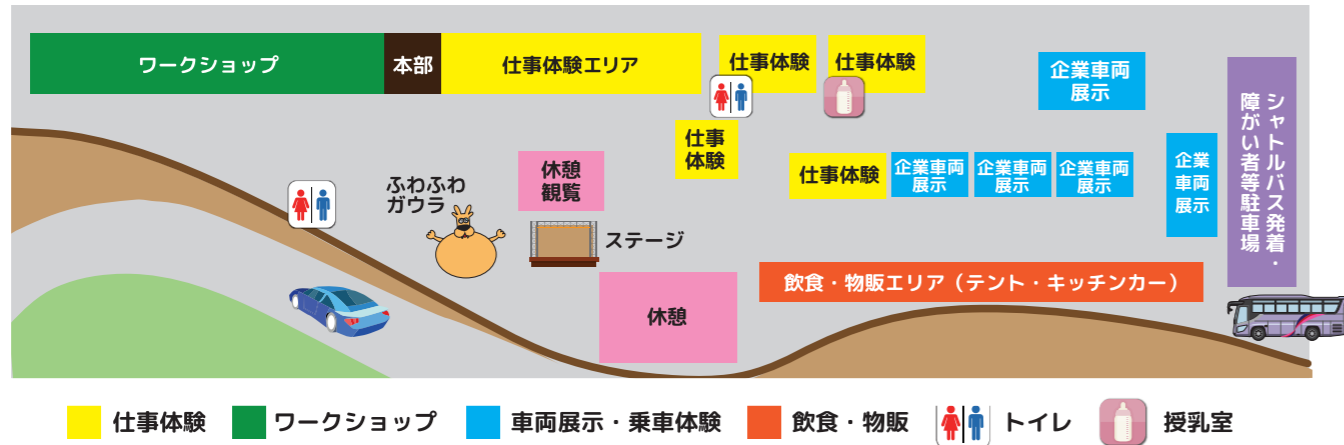 ワークショップ
本部
仕事体験エリア
仕事体験
仕事体験
企業車両
展示
シャトルバス発着・
障がい者等駐車場
仕事
体験
休憩
観覧
仕事体験
企業車両
展示
企業車両
展示
企業車両
展示
企業
車両
展示
ふわふわ
ガウラ
ステージ
飲食・物販エリア（テント・キッチンカー）
休憩
仕事体験
ワークショップ
車両展示・乗車体験
飲食・物販
トイレ
授乳室